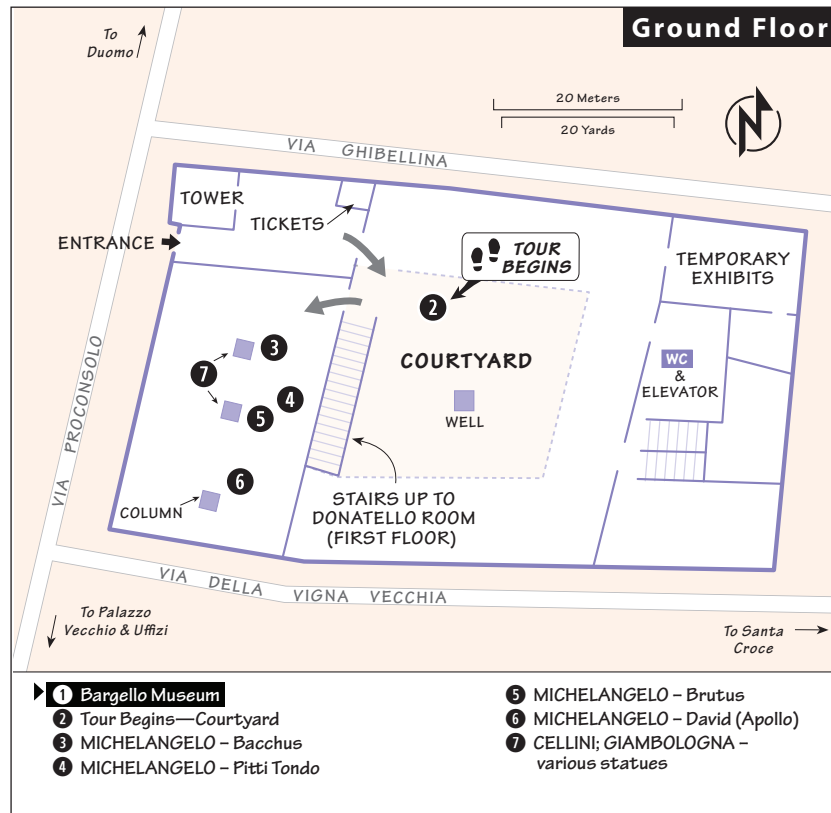 Ground Floor
To
Duomo
20 Meters
20 Yards
N
VIA GHIBELLINA
TOWER
TICKETS
ENTRANCE
TOUR
BEGINS
TEMPORARY
EXHIBITS
2
3
COURTYARD
WC
&
ELEVATOR
7
4
5
WELL
VIA PROCONSOLO
6
COLUMN
STAIRS UP TO
DONATELLO ROOM
(FIRST FLOOR)
VIA DELLA VIGNA VECCHIA
To Palazzo
Vecchio & Uffizi
To Santa
Croce
1 Bargello Museum
2 Tour Begins—Courtyard
3 MICHELANGELO – Bacchus
4 MICHELANGELO – Pitti Tondo
5 MICHELANGELO – Brutus
6 MICHELANGELO – David (Apollo)
7 CELLINI; GIAMBOLOGNA –
various statues